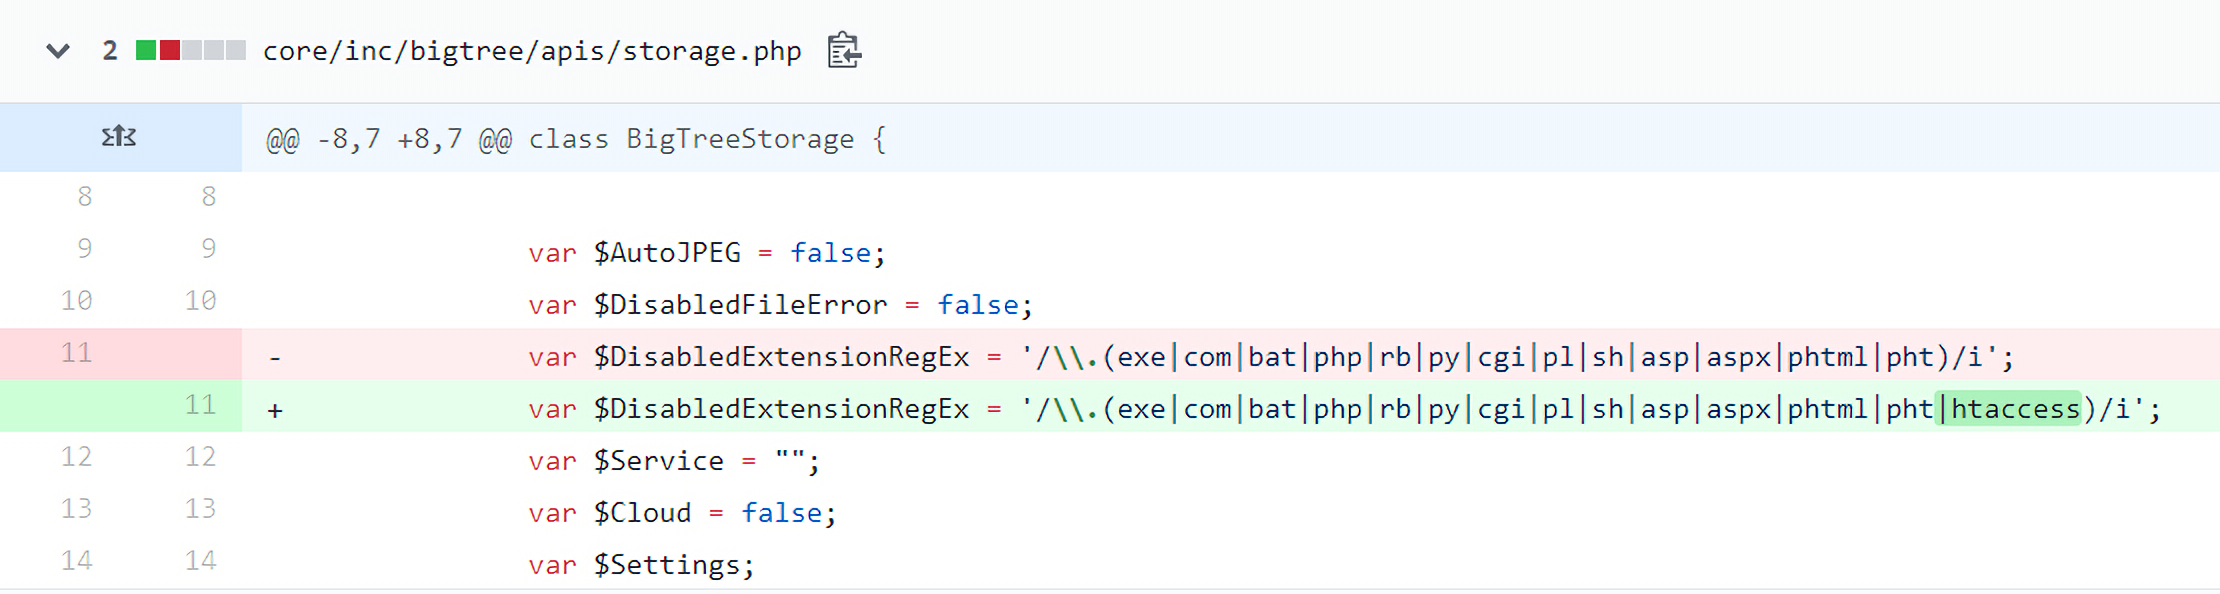 2 core/inc/bigtree/apis/storage.php
@@ -8,7 +8,7 @@ class BigTreeStorage {
8 8
9 9 var $AutoJPEG = false;
10 10 var $DisabledFileError = false;
11 - var $DisabledExtensionRegEx = '/\\.(exe|com|bat|php|rb|py|cgi|pl|sh|asp|aspx|phtml|pht)/i';
11 + var $DisabledExtensionRegEx = '/\\.(exe|com|bat|php|rb|py|cgi|pl|sh|asp|aspx|phtml|pht|htaccess)/i';
12 12 var $Service = "";
13 13 var $Cloud = false;
14 14 var $Settings;